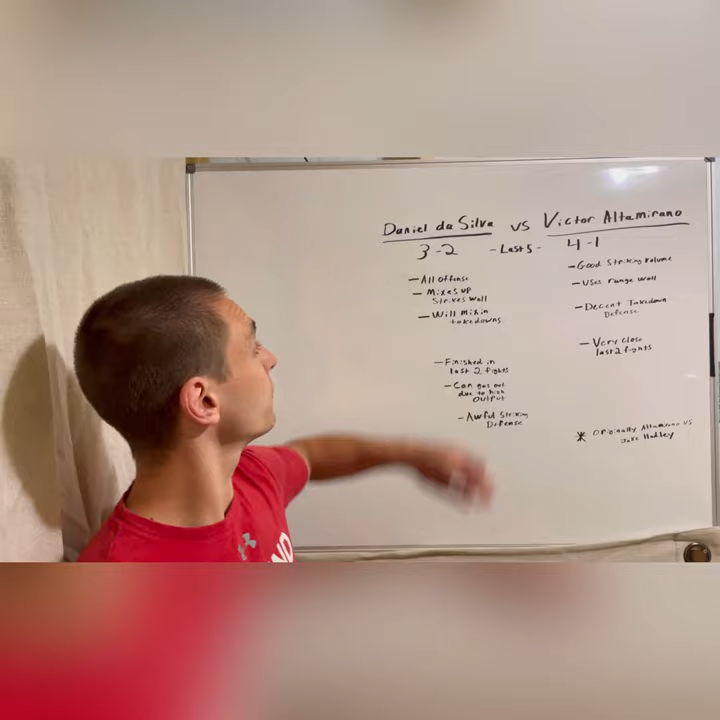 Daniel da Silva vs Victor Altamirano
3-2 - Last 5 - 4-1
- All Offense
- Mixes up
Strikes Well
- Will mix in
takedowns
- Finished in
last 2 fights
- Can gas out
due to high
output
- Awful Striking
Defense
- Good Striking Volume
- Uses range well
- Decent Takedown
Defense
- Very close
last 2 fights
* Originally Altamirano vs
Jake Hadley